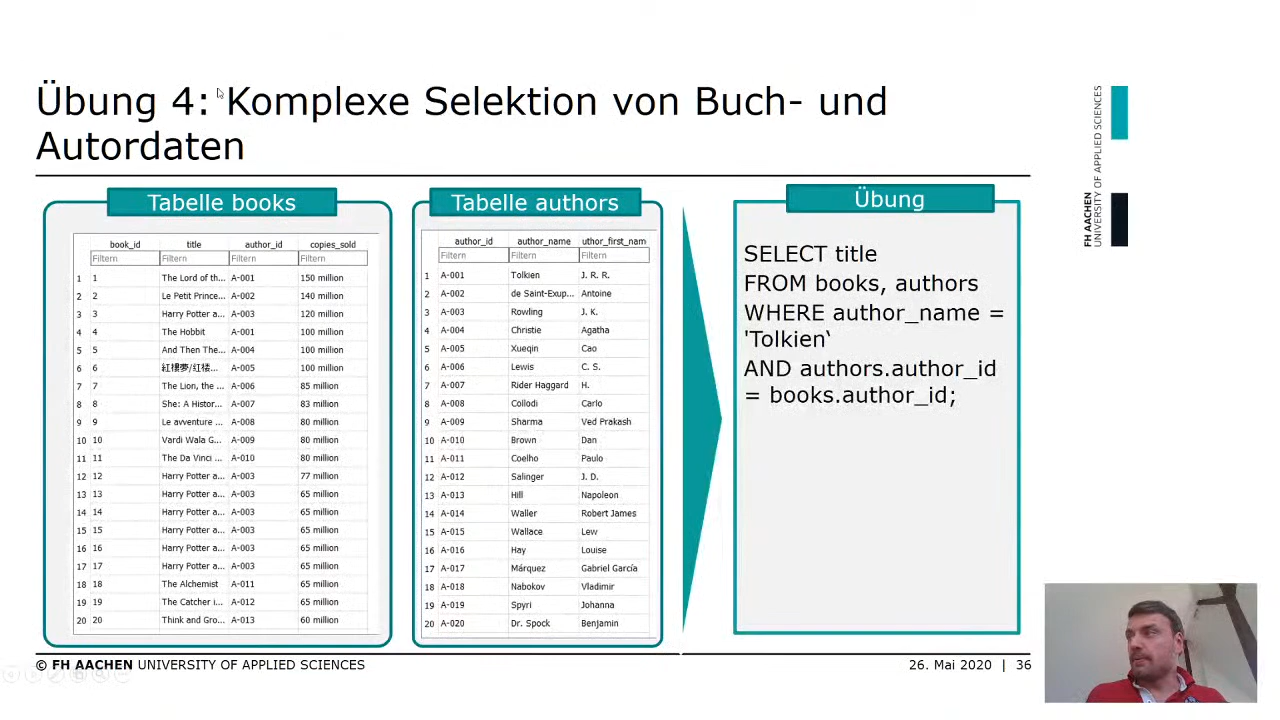 Übung 4: Komplexe Selektion von Buch- und
Autordaten
FH AACHEN
UNIVERSITY OF APPLIED SCIENCES
Tabelle books
book_id title author_id copies_sold
Filtern Filtern Filtern Filtern
1 1 The Lord of th... A-001 150 million
2 2 Le Petit Prince... A-002 140 million
3 3 Harry Potter a... A-003 120 million
4 4 The Hobbit A-001 100 million
5 5 And Then The... A-004 100 million
6 6 紅樓夢/红楼... A-005 100 million
7 7 The Lion, the ... A-006 85 million
8 8 She: A Histor... A-007 83 million
9 9 Le avventure ... A-008 80 million
10 10 Vardi Wala G... A-009 80 million
11 11 The Da Vinci ... A-010 80 million
12 12 Harry Potter a... A-003 77 million
13 13 Harry Potter a... A-003 65 million
14 14 Harry Potter a... A-003 65 million
15 15 Harry Potter a... A-003 65 million
16 16 Harry Potter a... A-003 65 million
17 17 Harry Potter a... A-003 65 million
18 18 The Alchemist A-011 65 million
19 19 The Catcher i... A-012 65 million
20 20 Think and Gro... A-013 60 million
Tabelle authors
author_id author_name uthor_first_nam
Filtern Filtern Filtern
1 A-001 Tolkien J. R. R.
2 A-002 de Saint-Exup... Antoine
3 A-003 Rowling J. K.
4 A-004 Christie Agatha
5 A-005 Xueqin Cao
6 A-006 Lewis C. S.
7 A-007 Rider Haggard H.
8 A-008 Collodi Carlo
9 A-009 Sharma Ved Prakash
10 A-010 Brown Dan
11 A-011 Coelho Paulo
12 A-012 Salinger J. D.
13 A-013 Hill Napoleon
14 A-014 Waller Robert James
15 A-015 Wallace Lew
16 A-016 Hay Louise
17 A-017 Márquez Gabriel García
18 A-018 Nabokov Vladimir
19 A-019 Spyri Johanna
20 A-020 Dr. Spock Benjamin
Übung
SELECT title
FROM books, authors
WHERE author_name =
'Tolkien‘
AND authors.author_id
= books.author_id;
© FH AACHEN UNIVERSITY OF APPLIED SCIENCES
26. Mai 2020 | 36